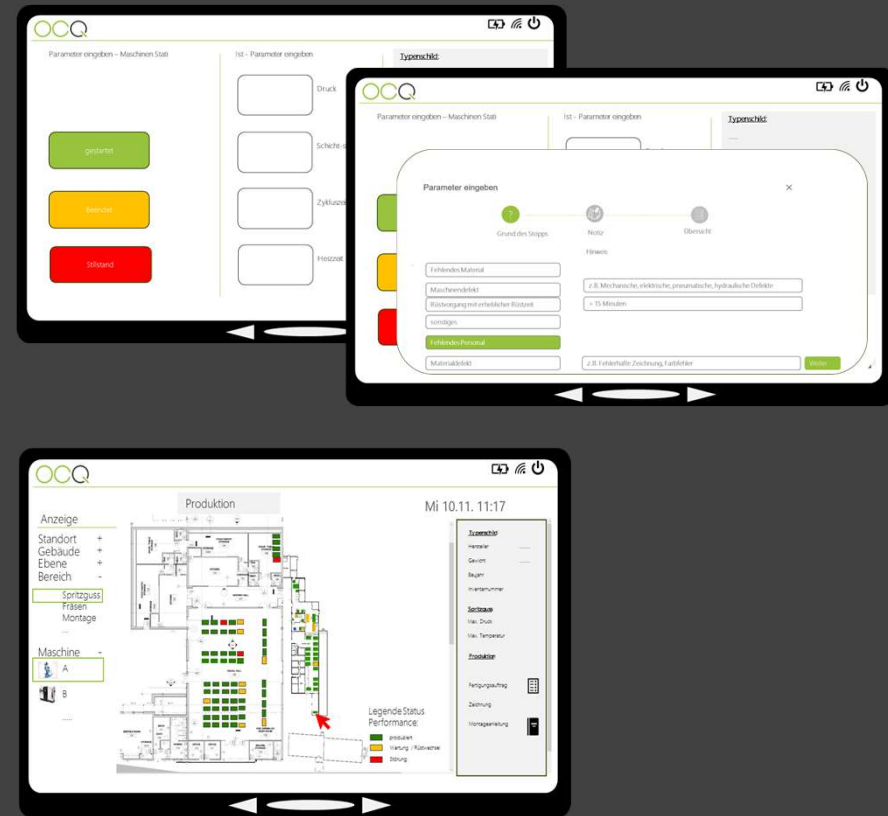 OCQ
Parameter eingeben – Maschinen Stati
Ist - Parameter eingeben
Typenschild:
gestartet
Beendet
Stillstand
Druck
Schicht-s
Zyklusze
Heizzeit
OCQ
Parameter eingeben – Maschinen Stati
Ist - Parameter eingeben
Typenschild:
Parameter eingeben
?
Grund des Stopps
Notiz
Übersicht
Hinweis:
Fehlendes Material
Maschinendefekt
z.B. Mechanische, elektrische, pneumatische, hydraulische Defekte
Rüstvorgang mit erheblicher Rüstzeit
> 15 Minuten
sonstiges
Fehlendes Personal
Materialdefekt
z.B. Fehlerhafte Zeichnung, Farbfehler
Weiter
OCQ
Produktion
Mi 10.11. 11:17
Anzeige
Standort +
Gebäude +
Ebene +
Bereich -
Spritzguss
Fräsen
Montage
....
Maschine -
A
B
....
Legende Status
Performance:
produziert
Wartung / Rüstwechsel
Störung
Typenschild
Hersteller
Gewicht
Baujahr
Inventarnummer
Spritzguss
Max. Druck
Max. Temperatur
Produktion
Fertigungsauftrag
Zeichnung
Montageanleitung